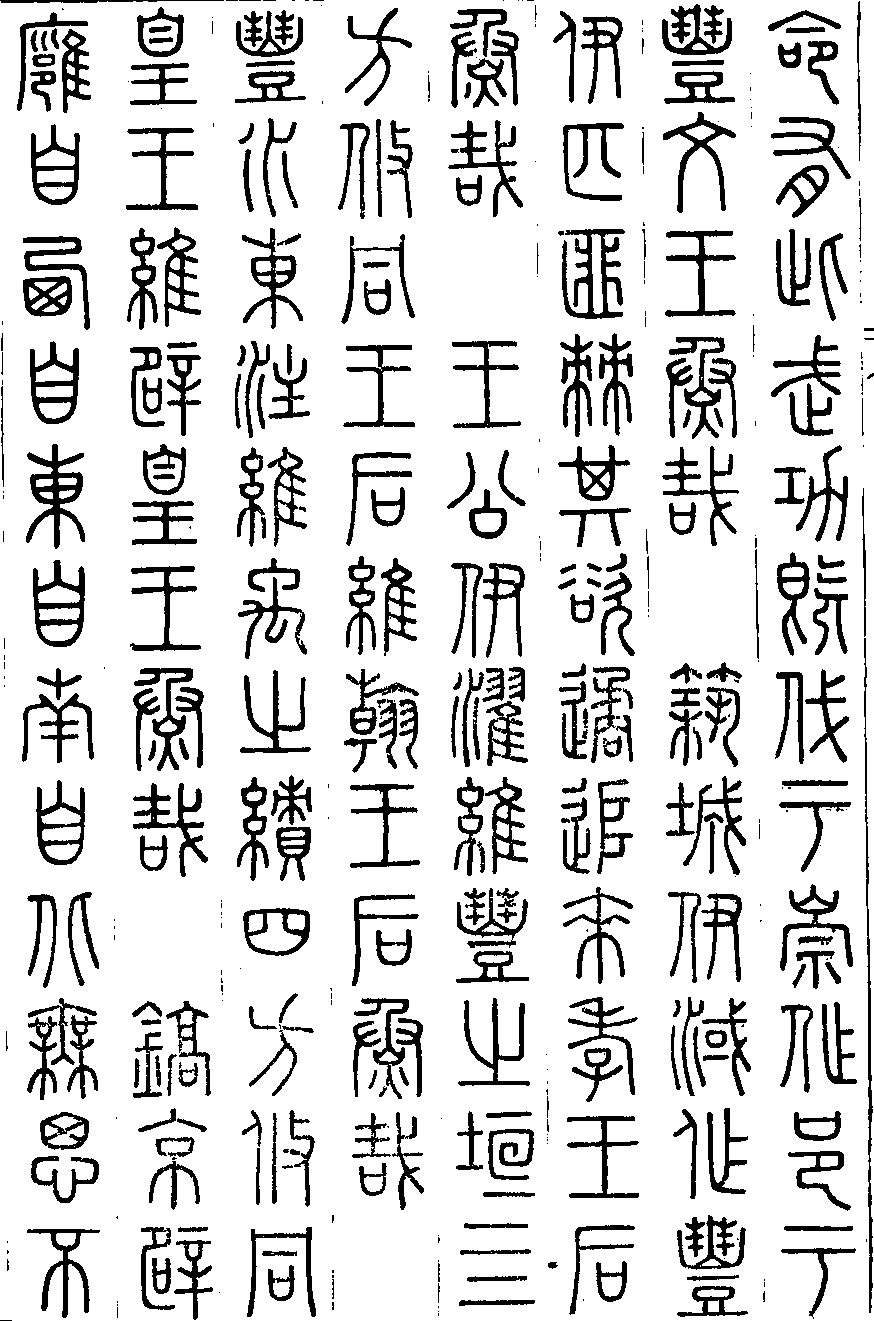 命有此武功既伐于崇作邑于
豐文王烝哉　築城伊淢作豐
伊匹匪棘其欲遹追來孝王后
烝哉　王公伊濯維豐之垣亖
方攸同王后維翰王后烝哉
豐水東注維禹之績四方攸同
皇王維辟皇王烝哉　鎬京辟
廱自西自東自南自北無思不